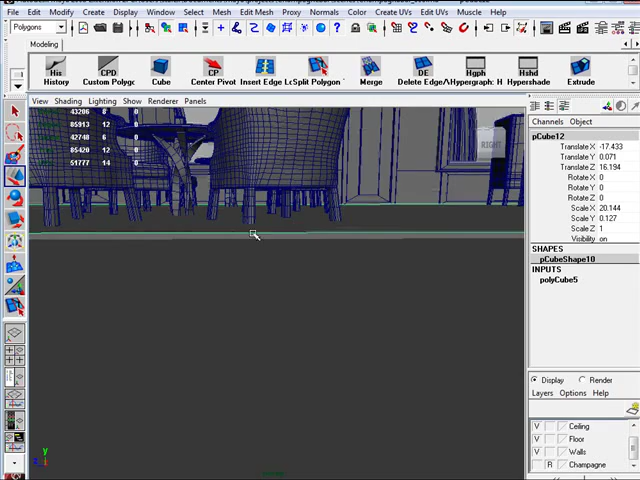 File Edit Modify Create Display Window Select Mesh Edit Mesh Proxy Normals Color Create UVs Edit UVs Muscle Help
Polygons
Modeling
His CPD CP DE Hgph Hshd
History Custom Polygo Cube Center Pivot Insert Edge Lo Split Polygon Merge Delete Edge/ Hypergraph: H Hypershade Extrude
View Shading Lighting Show Renderer Panels
43206 8 0
85913 12 0
42748 6 0
85420 12 0
51777 14 0
RIGHT
y
z
Channels Object
pCube12
Translate X -17.433
Translate Y 0.071
Translate Z 16.194
Rotate X 0
Rotate Y 0
Rotate Z 0
Scale X 20.144
Scale Y 0.127
Scale Z 1
Visibility on
SHAPES
pCubeShape10
INPUTS
polyCube5
Display Render
Layers Options Help
V Ceiling
V Floor
V Walls
R Champagne